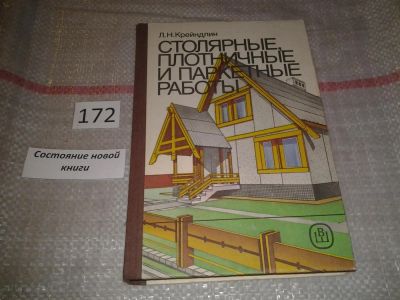 Л.Н.Крейндлин
СТОЛЯРНЫЕ,
ПЛОТНИЧНЫЕ
И ПАРКЕТНЫЕ
РАБОТЫ
172
Состояние новой
книги